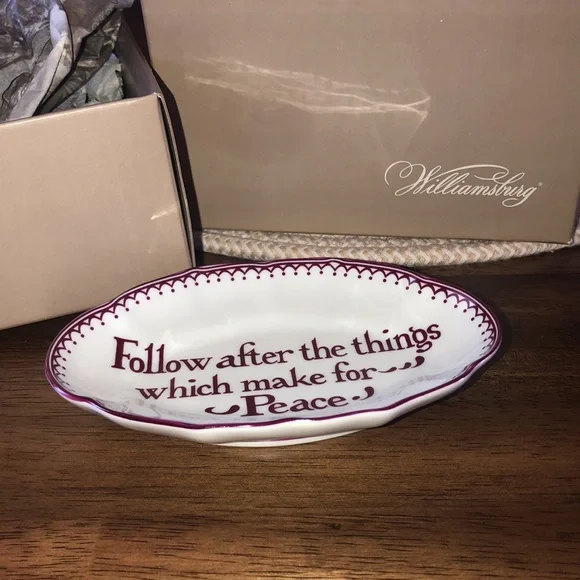 Williamsburg®
Follow after the things
which make for
Peace